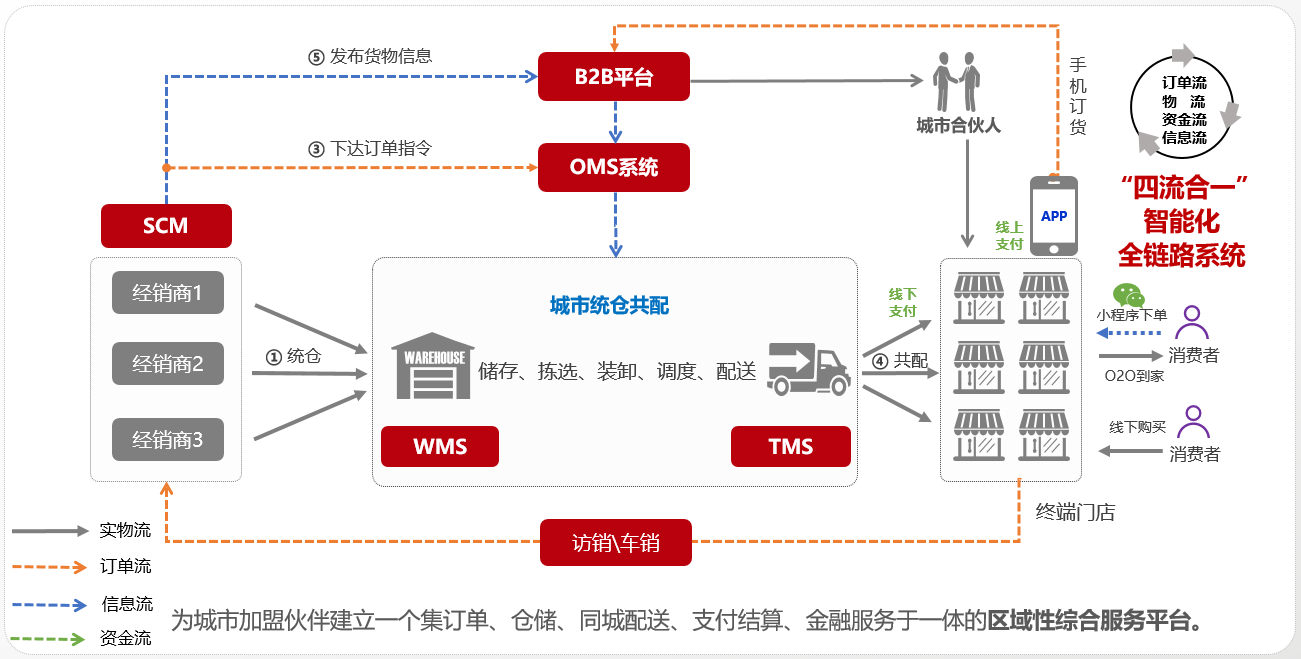 ⑤ 发布货物信息
B2B平台
手机订货
城市合伙人
订单流
物 流
资金流
信息流
③ 下达订单指令
OMS系统
“四流合一”
智能化
全链路系统
SCM
APP
线上
支付
经销商1
经销商2
经销商3
① 统仓
城市统仓共配
WAREHOUSE
储存、拣选、装卸、调度、配送
WMS
TMS
线下
支付
④ 共配
小程序下单
消费者
O2O到家
线下购买
消费者
终端门店
访销\车销
实物流
订单流
信息流
资金流
为城市加盟伙伴建立一个集订单、仓储、同城配送、支付结算、金融服务于一体的区域性综合服务平台。